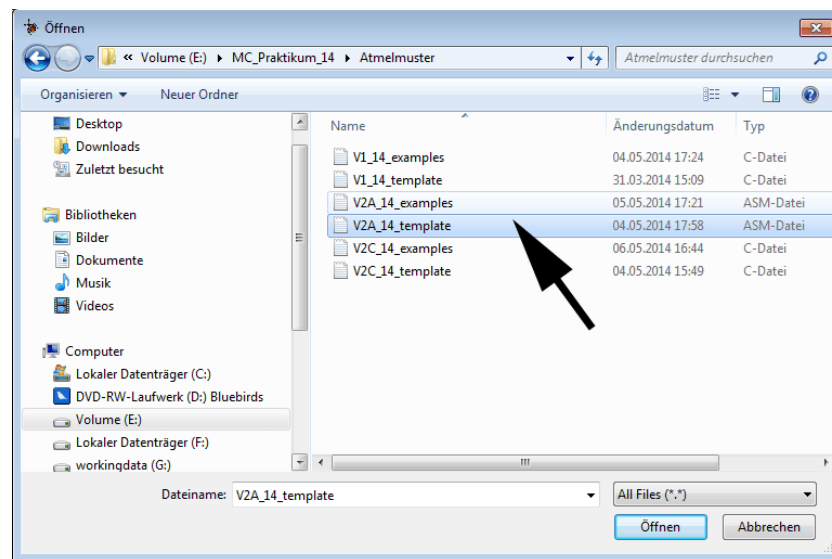 Öffnen
« Volume (E:) ▸ MC_Praktikum_14 ▸ Atmelmuster
Atmelmuster durchsuchen
Organisieren Neuer Ordner
Desktop
Downloads
Zuletzt besucht
Bibliotheken
Bilder
Dokumente
Musik
Videos
Computer
Lokaler Datenträger (C:)
DVD-RW-Laufwerk (D:) Bluebirds
Volume (E:)
Lokaler Datenträger (F:)
workingdata (G:)
Name Änderungsdatum Typ
V1_14_examples 04.05.2014 17:24 C-Datei
V1_14_template 31.03.2014 15:09 C-Datei
V2A_14_examples 05.05.2014 17:21 ASM-Datei
V2A_14_template 04.05.2014 17:58 ASM-Datei
V2C_14_examples 06.05.2014 16:44 C-Datei
V2C_14_template 04.05.2014 15:49 C-Datei
Dateiname: V2A_14_template All Files (*.*)
Öffnen Abbrechen